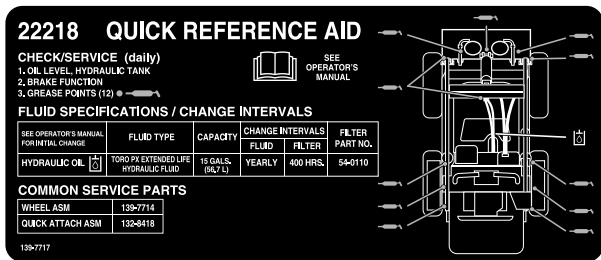 22218 QUICK REFERENCE AID
CHECK/SERVICE (daily)
1. OIL LEVEL, HYDRAULIC TANK
2. BRAKE FUNCTION
3. GREASE POINTS (12)
SEE
OPERATOR'S
MANUAL
FLUID SPECIFICATIONS / CHANGE INTERVALS
SEE OPERATOR'S MANUAL
FOR INITIAL CHANGE
FLUID TYPE
CAPACITY
CHANGE INTERVALS
FLUID
FILTER
FILTER
PART NO.
HYDRAULIC OIL
TORO PX EXTENDED LIFE
HYDRAULIC FLUID
15 GALS.
(56,7 L)
YEARLY
400 HRS.
54-0110
COMMON SERVICE PARTS
WHEEL ASM 139-7714
QUICK ATTACH ASM 132-8418
139-7717